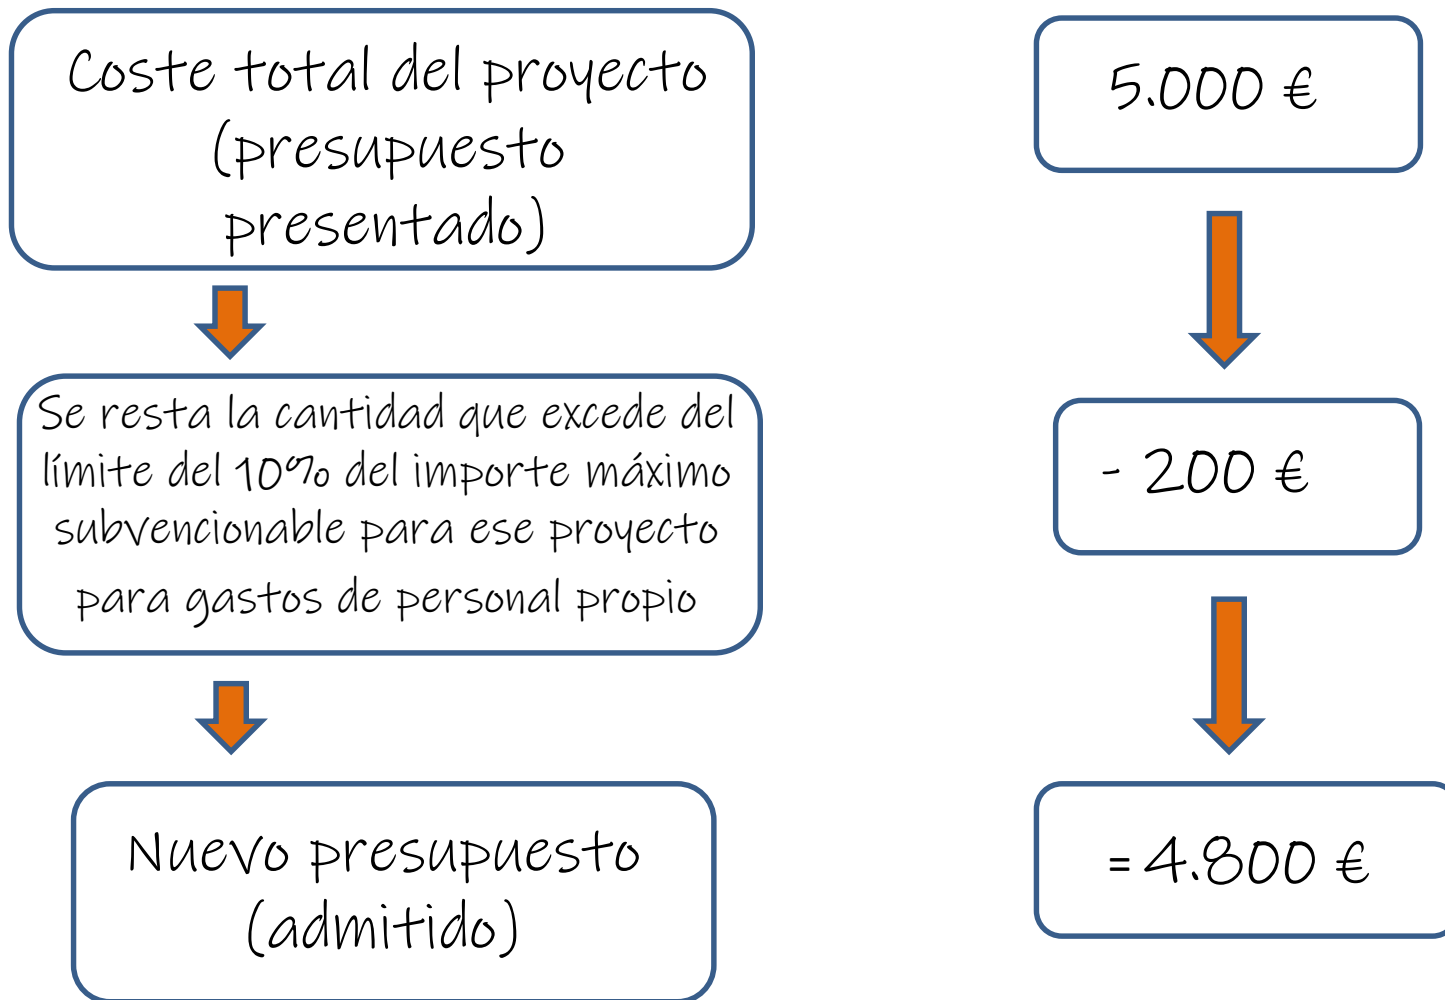 Coste total del proyecto
(presupuesto
presentado)
5.000 €
Se resta la cantidad que excede del
límite del 10% del importe máximo
subvencionable para ese proyecto
para gastos de personal propio
- 200 €
Nuevo presupuesto
(admitido)
= 4.800 €